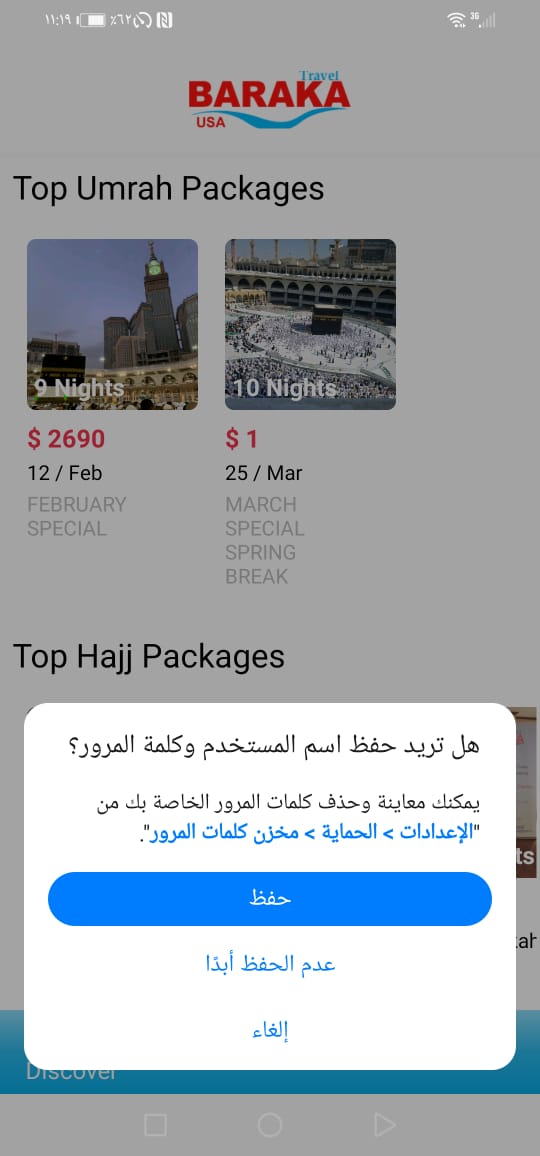 ١١:١٩
٪٦٢
3G
Travel
BARAKA
USA
Top Umrah Packages
9 Nights
10 Nights
$ 2690
$ 1
12 / Feb
25 / Mar
FEBRUARY
SPECIAL
MARCH
SPECIAL
SPRING
BREAK
Top Hajj Packages
هل تريد حفظ اسم المستخدم وكلمة المرور؟
يمكنك معاينة وحذف كلمات المرور الخاصة بك من
"الإعدادات > الحماية > مخزن كلمات المرور".
ts
حفظ
kah
عدم الحفظ أبدًا
إلغاء
Discover